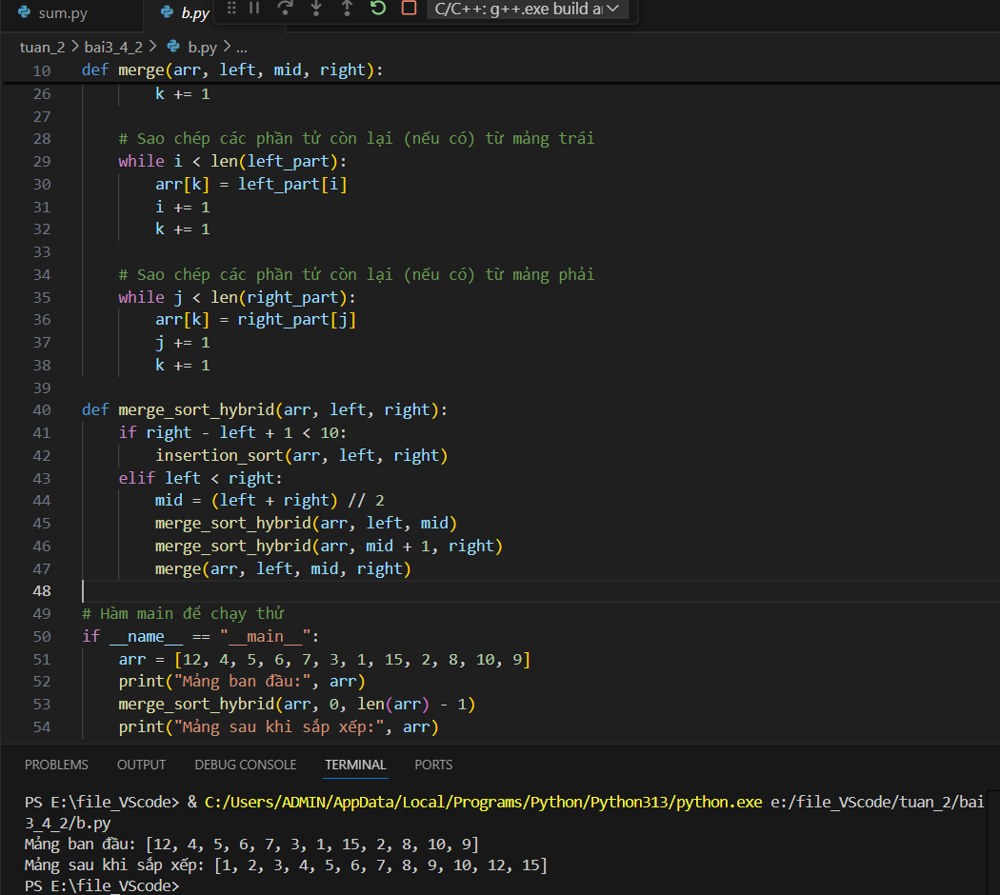 sum.py
b.py
C/C++: g++.exe build a
tuan_2 > bai3_4_2 > b.py > ...
10 def merge(arr, left, mid, right):
26 k += 1
27
28 # Sao chép các phần tử còn lại (nếu có) từ mảng trái
29 while i < len(left_part):
30 arr[k] = left_part[i]
31 i += 1
32 k += 1
33
34 # Sao chép các phần tử còn lại (nếu có) từ mảng phải
35 while j < len(right_part):
36 arr[k] = right_part[j]
37 j += 1
38 k += 1
39
40 def merge_sort_hybrid(arr, left, right):
41 if right - left + 1 < 10:
42 insertion_sort(arr, left, right)
43 elif left < right:
44 mid = (left + right) // 2
45 merge_sort_hybrid(arr, left, mid)
46 merge_sort_hybrid(arr, mid + 1, right)
47 merge(arr, left, mid, right)
48
49 # Hàm main để chạy thử
50 if __name__ == "__main__":
51 arr = [12, 4, 5, 6, 7, 3, 1, 15, 2, 8, 10, 9]
52 print("Mảng ban đầu:", arr)
53 merge_sort_hybrid(arr, 0, len(arr) - 1)
54 print("Mảng sau khi sắp xếp:", arr)
PROBLEMS OUTPUT DEBUG CONSOLE TERMINAL PORTS
PS E:\file_VScode> & C:/Users/ADMIN/AppData/Local/Programs/Python/Python313/python.exe e:/file_VScode/tuan_2/bai
3_4_2/b.py
Mảng ban đầu: [12, 4, 5, 6, 7, 3, 1, 15, 2, 8, 10, 9]
Mảng sau khi sắp xếp: [1, 2, 3, 4, 5, 6, 7, 8, 9, 10, 12, 15]
PS E:\file_VScode>